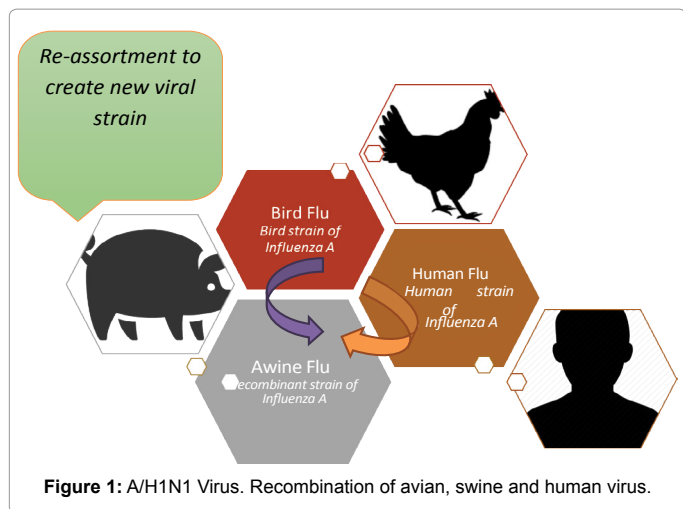 Re-assortment to
create new viral
strain
Bird Flu
Bird strain of
Influenza A
Human Flu
Human strain
of
Influenza A
Awine Flu
ecombinant strain of
Influenza A
Figure 1: A/H1N1 Virus. Recombination of avian, swine and human virus.